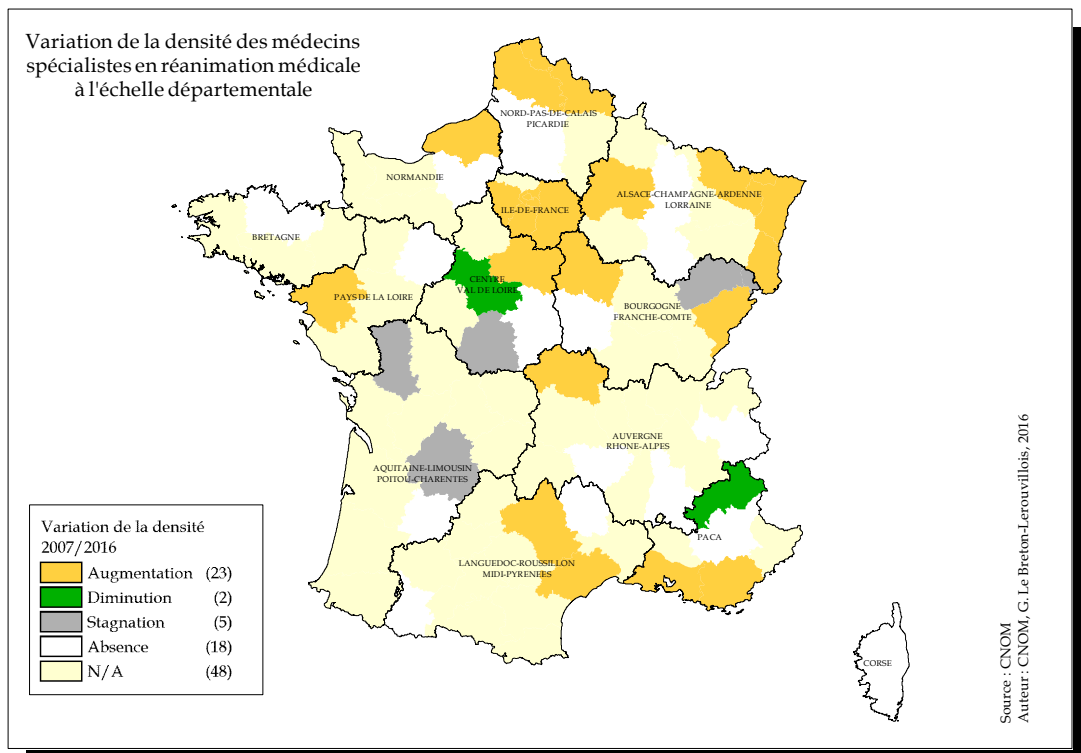 Variation de la densité des médecins
spécialistes en réanimation médicale
à l'échelle départementale
NORD-PAS-DE-CALAIS
PICARDIE
NORMANDIE
ALSACE-CHAMPAGNE-ARDENNE
LORRAINE
ILE-DE-FRANCE
BRETAGNE
CENTRE
VAL DE LOIRE
PAYS DE LA LOIRE
BOURGOGNE
FRANCHE-COMTE
AUVERGNE
RHONE-ALPES
AQUITAINE-LIMOUSIN
POITOU-CHARENTES
PACA
LANGUEDOC-ROUSSILLON
MIDI-PYRENEES
CORSE
Variation de la densité
2007/2016
Augmentation (23)
Diminution (2)
Stagnation (5)
Absence (18)
N/A (48)
Source : CNOM
Auteur : CNOM, G. Le Breton-Lerouvillois, 2016